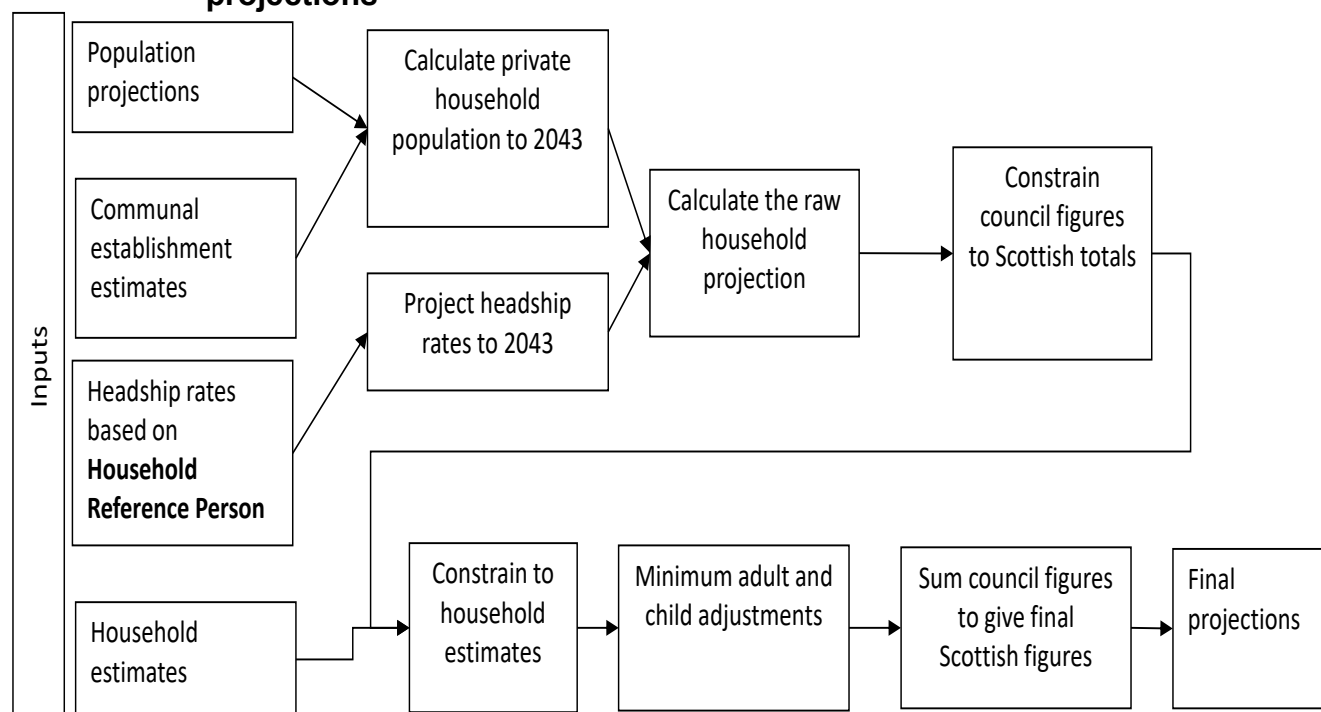 projections
Inputs
Population
projections
Communal
establishment
estimates
Headship rates
based on
Household
Reference Person
Household
estimates
Calculate private
household
population to 2043
Project headship
rates to 2043
Calculate the raw
household
projection
Constrain
council figures
to Scottish totals
Constrain to
household
estimates
Minimum adult and
child adjustments
Sum council figures
to give final
Scottish figures
Final
projections